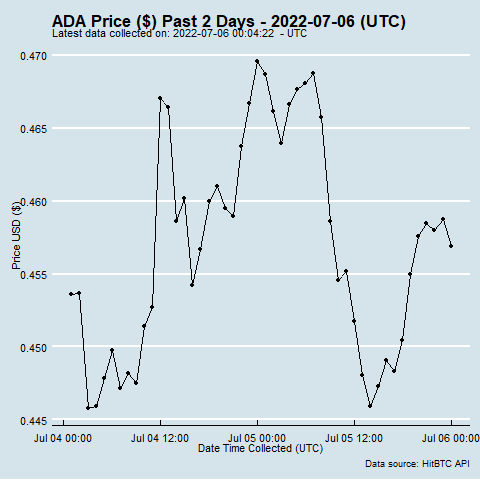 ADA Price ($) Past 2 Days - 2022-07-06 (UTC)
Latest data collected on: 2022-07-06 00:04:22  - UTC
0.470
0.465
0.460
0.455
0.450
0.445
Price USD ($)
Jul 04 00:00
Jul 04 12:00
Jul 05 00:00
Jul 05 12:00
Jul 06 00:00
Date Time Collected (UTC)
Data source: HitBTC API